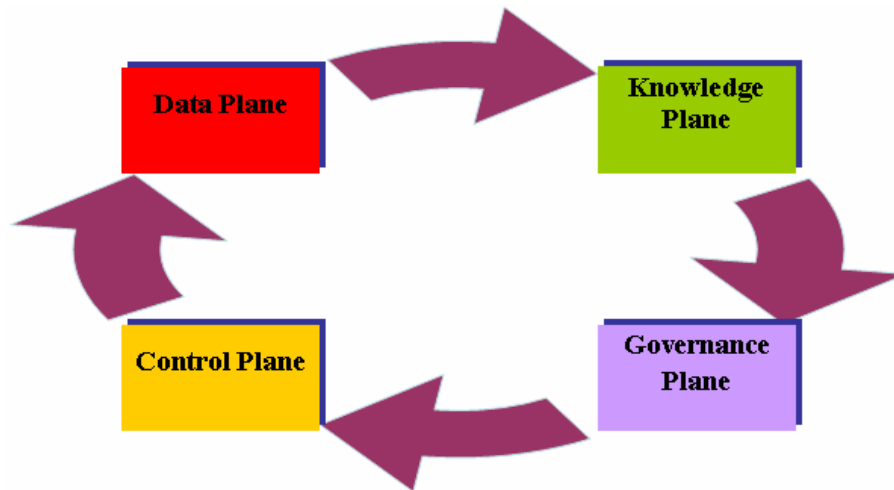 Data Plane
Knowledge
Plane
Control Plane
Governance
Plane